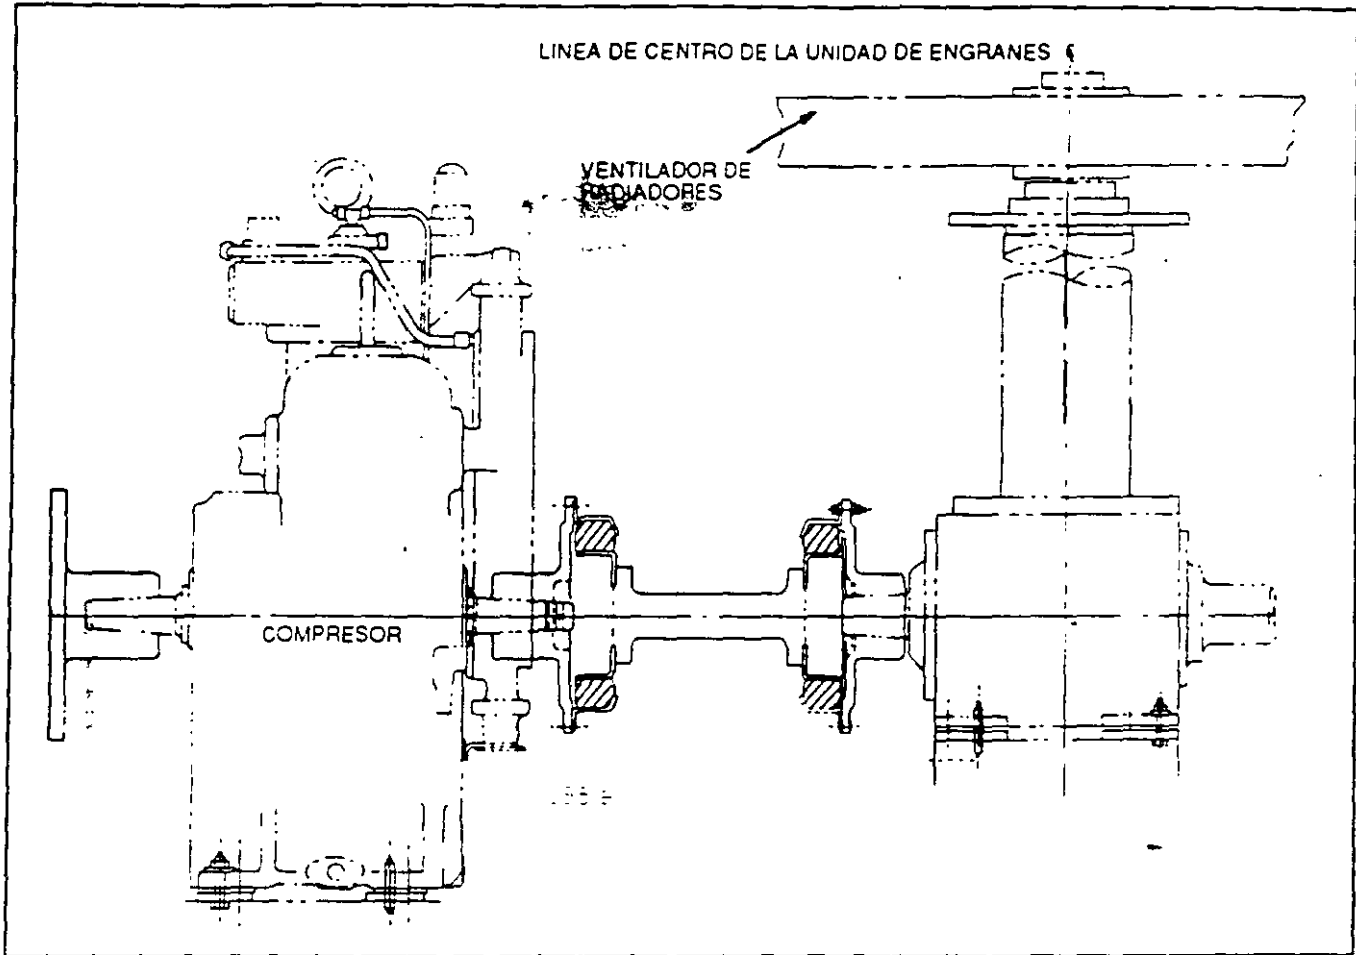 LINEA DE CENTRO DE LA UNIDAD DE ENGRANES
VENTILADOR DE
RADIADORES
COMPRESOR